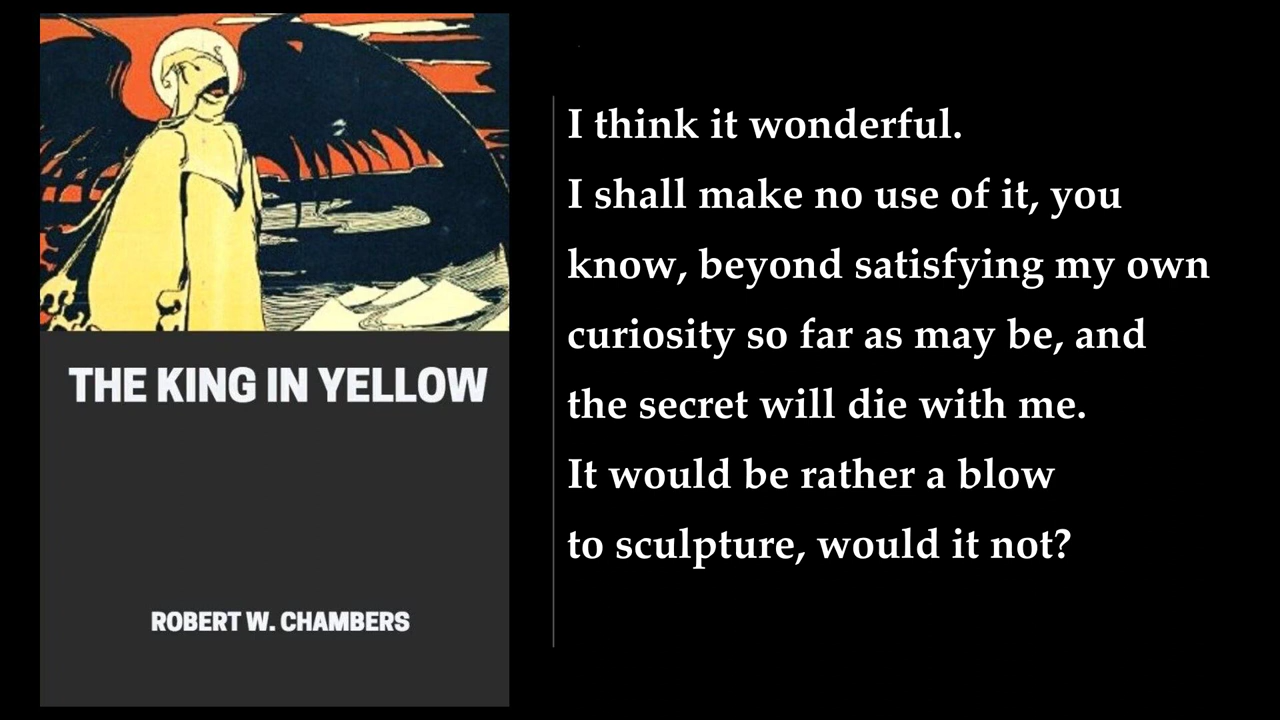 THE KING IN YELLOW
ROBERT W. CHAMBERS
I think it wonderful.
I shall make no use of it, you
know, beyond satisfying my own
curiosity so far as may be, and
the secret will die with me.
It would be rather a blow
to sculpture, would it not?